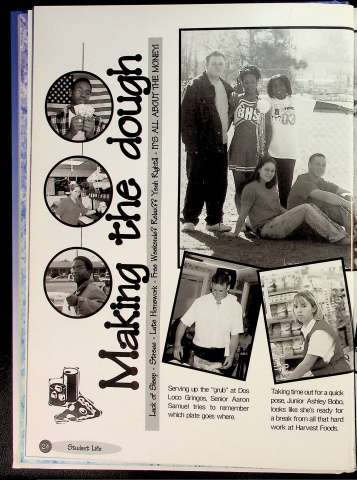 Making the dough
Lack of Sleep - Stress - Late Homework - Free Weekends? Relax?? Yeah Right! - IT'S ALL ABOUT THE MONEY!
BHS
03
Serving up the "grub" at Dos
Loco Gringos, Senior Aaron
Samuel tries to remember
which plate goes where.
Taking time out for a quick
pose, Junior Ashley Bobo,
looks like she's ready for
a break from all that hard
work at Harvest Foods.
24 Student Life